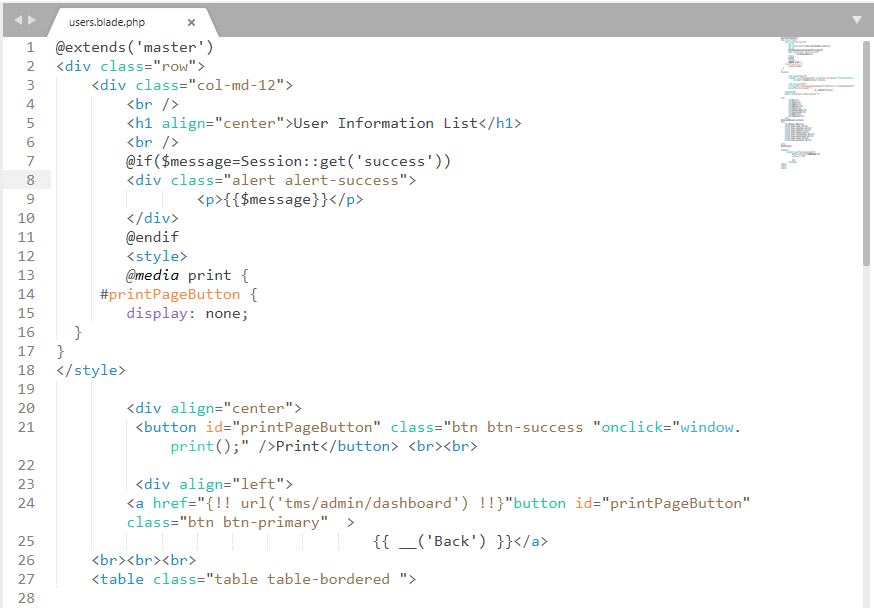 users.blade.php
1 @extends('master')
2 <div class="row">
3 <div class="col-md-12">
4 <br />
5 <h1 align="center">User Information List</h1>
6 <br />
7 @if($message=Session::get('success'))
8 <div class="alert alert-success">
9 <p>{{$message}}</p>
10 </div>
11 @endif
12 <style>
13 @media print {
14 #printPageButton {
15 display: none;
16 }
17 }
18 </style>
19
20 <div align="center">
21 <button id="printPageButton" class="btn btn-success "onclick="window.
print();" />Print</button> <br><br>
22
23 <div align="left">
24 <a href="{!! url('tms/admin/dashboard') !!}"button id="printPageButton"
class="btn btn-primary"  >
25 {{ __('Back') }}</a>
26 <br><br><br>
27 <table class="table table-bordered ">
28